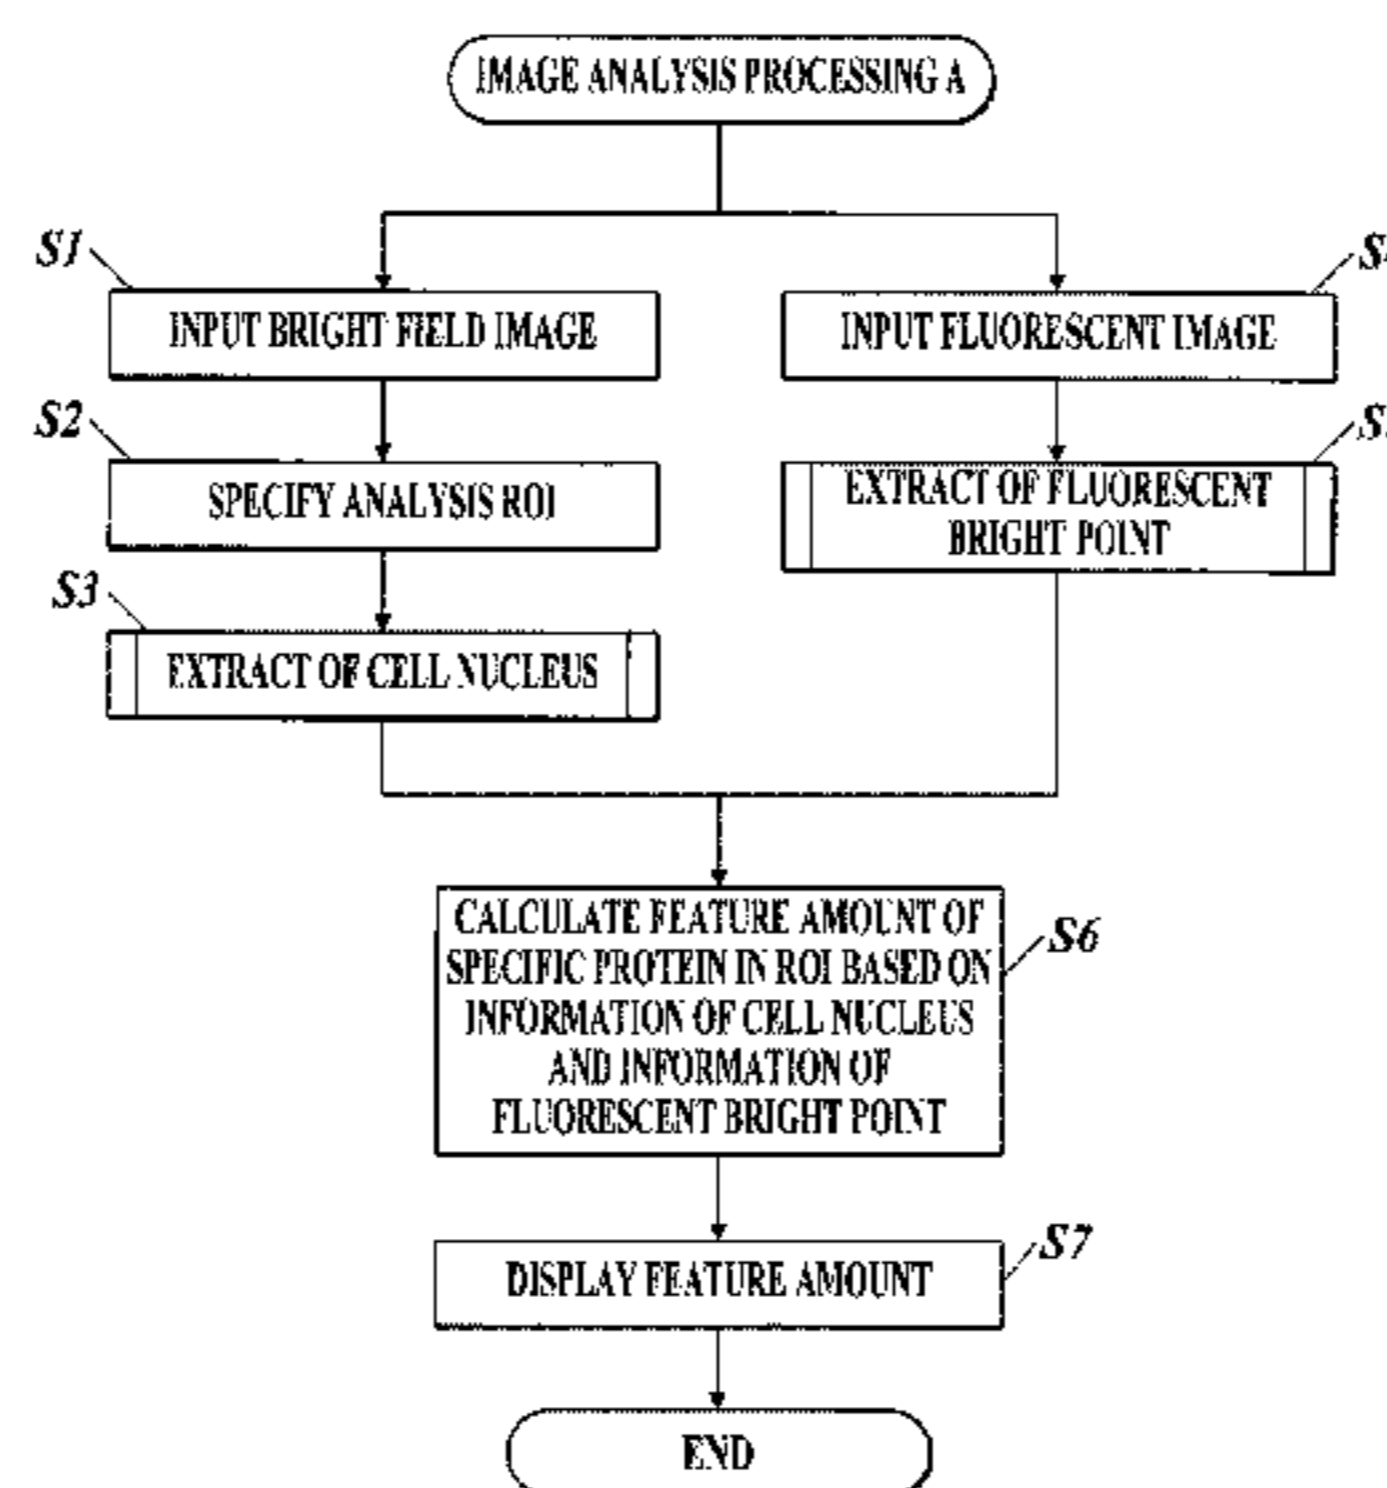 IMAGE ANALYSIS PROCESSING A
S1
INPUT BRIGHT FIELD IMAGE
INPUT FLUORESCENT IMAGE
S2
SPECIFY ANALYSIS ROI
EXTRACT OF FLUORESCENT
BRIGHT POINT
S3
EXTRACT OF CELL NUCLEUS
CALCULATE FEATURE AMOUNT OF
SPECIFIC PROTEIN IN ROI BASED ON
INFORMATION OF CELL NUCLEUS
AND INFORMATION OF
FLUORESCENT BRIGHT POINT
S6
DISPLAY FEATURE AMOUNT
S7
END